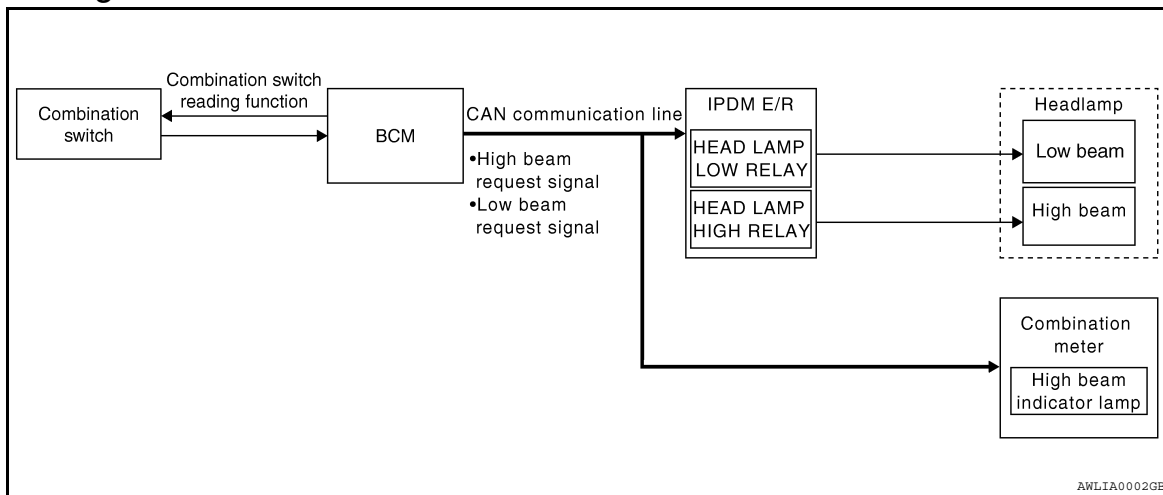 Combination switch
reading function
Combination
switch
BCM
CAN communication line
•High beam
request signal
•Low beam
request signal
IPDM E/R
HEAD LAMP
LOW RELAY
HEAD LAMP
HIGH RELAY
Headlamp
Low beam
High beam
Combination
meter
High beam
indicator lamp
AWLIA0002GB